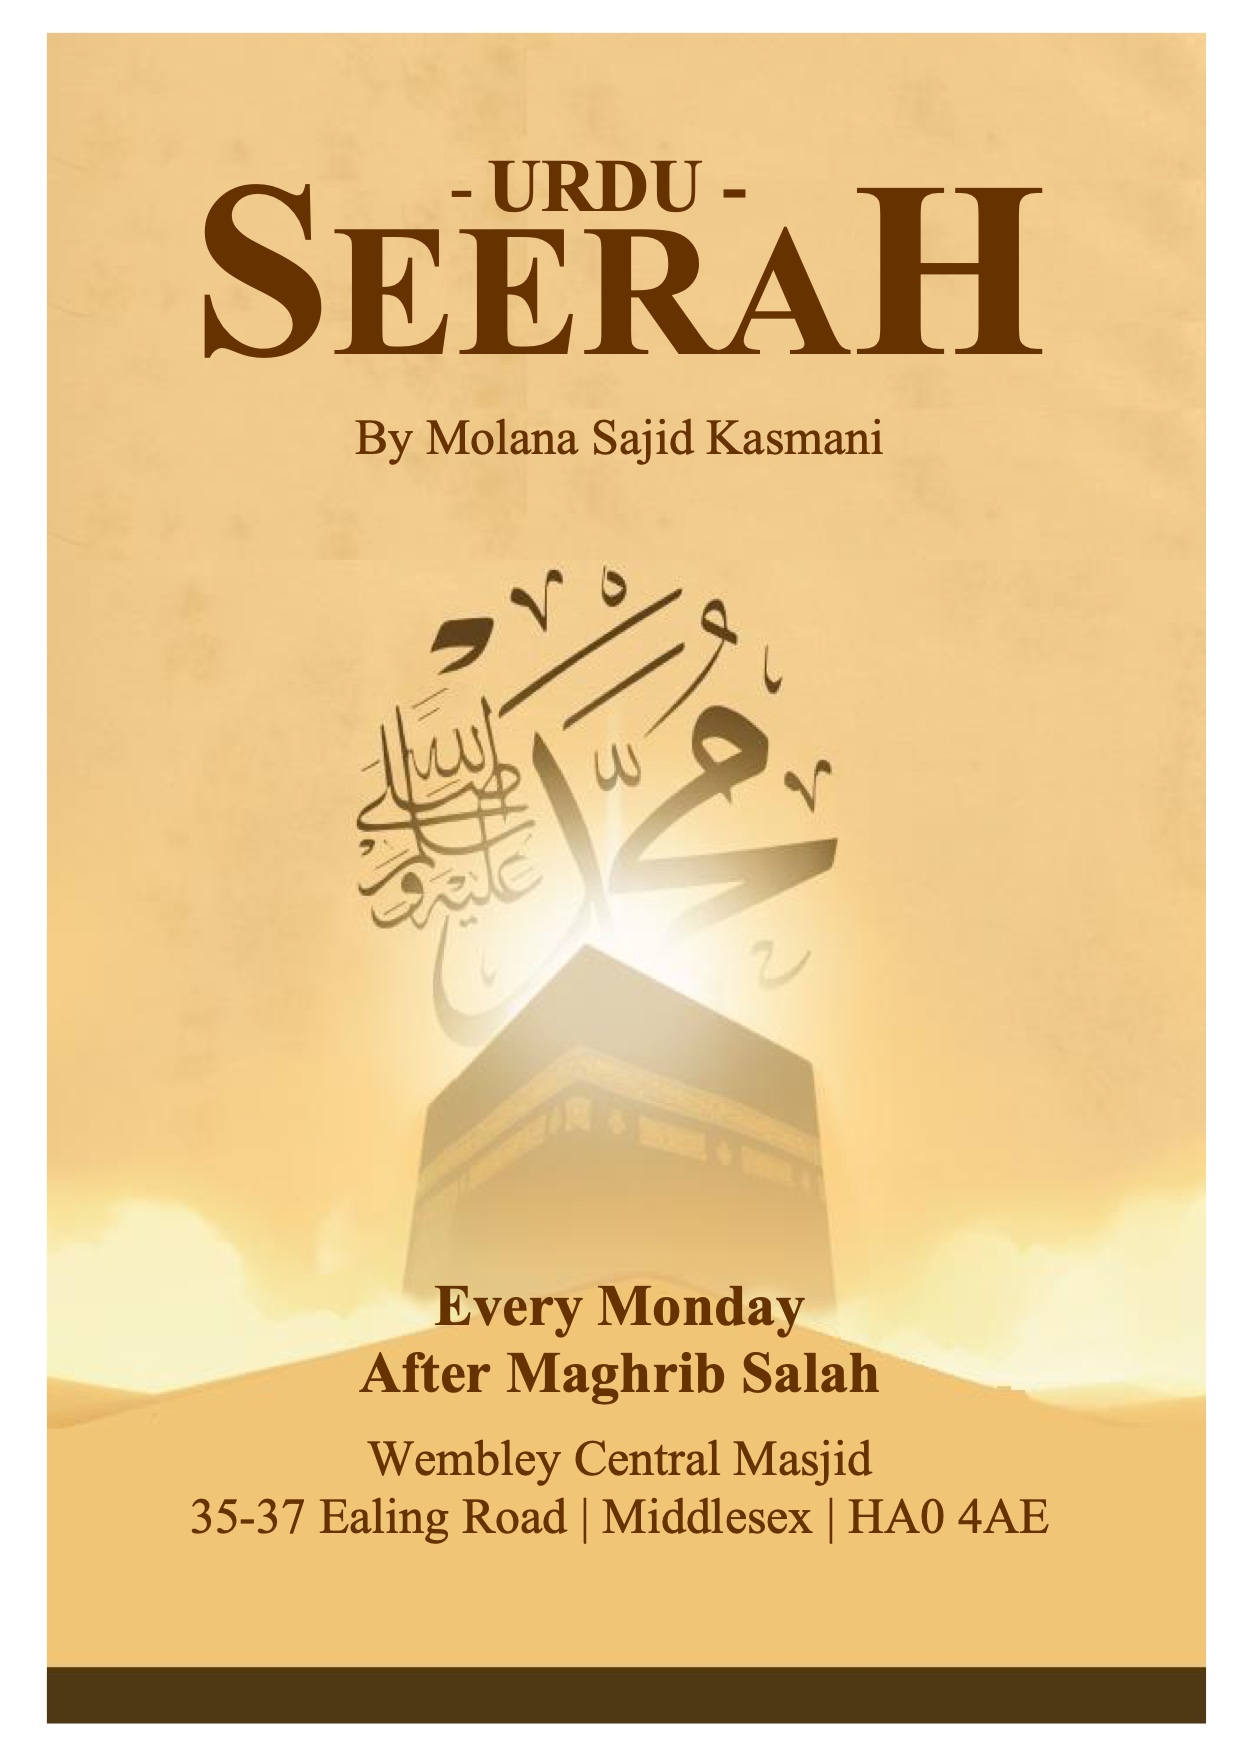 - URDU -
SEERAH
By Molana Sajid Kasmani
محمد
صلى الله عليه وسلم
Every Monday
After Maghrib Salah
Wembley Central Masjid
35-37 Ealing Road | Middlesex | HA0 4AE